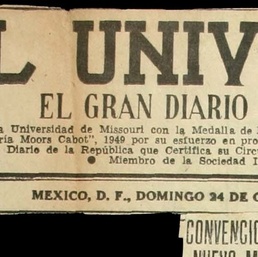 L UNIV
EL GRAN DIARIO
Universidad de Missouri con la Medalla de
ría Moors Cabot", 1949 por su esfuerzo en pro
Diario de la República que Certifica su Circ
● Miembro de la Sociedad I
MEXICO, D. F., DOMINGO 24 DE
CONVENCIO
NUEVO M